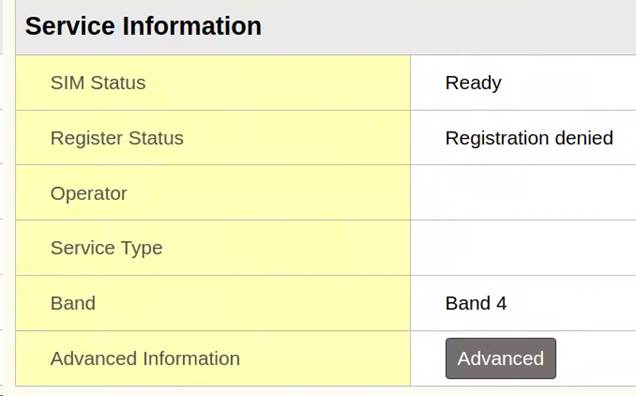 Service Information
SIM Status Ready
Register Status Registration denied
Operator
Service Type
Band Band 4
Advanced Information Advanced